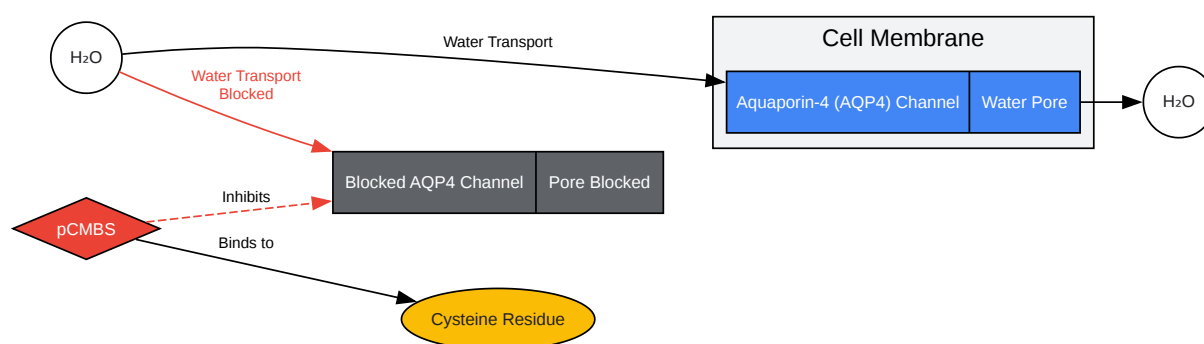 Cell Membrane
H₂O
Water Transport
Water Transport
Blocked
Aquaporin-4 (AQP4) Channel
Water Pore
H₂O
Blocked AQP4 Channel
Pore Blocked
Inhibits
pCMBS
Binds to
Cysteine Residue